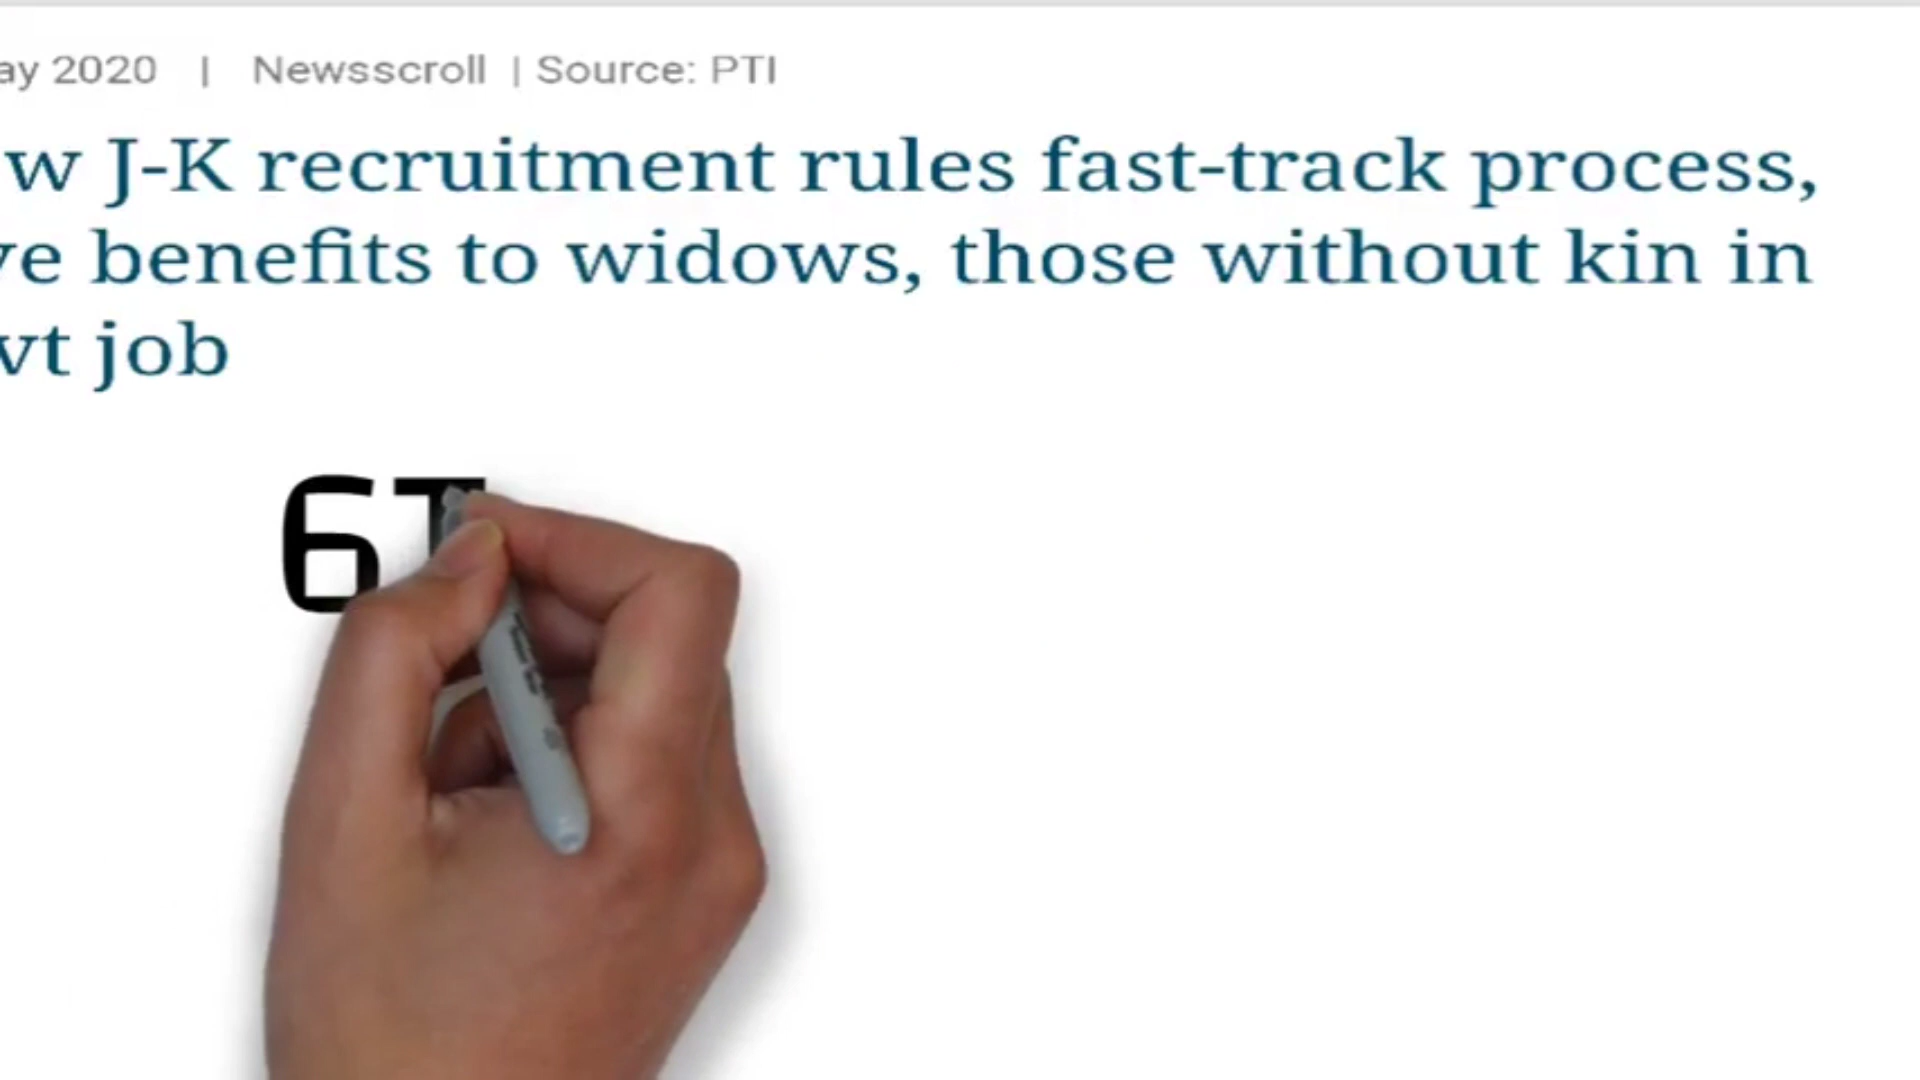 ay 2020 | Newsscroll | Source: PTI
w J-K recruitment rules fast-track process,
ve benefits to widows, those without kin in
vt job
6T